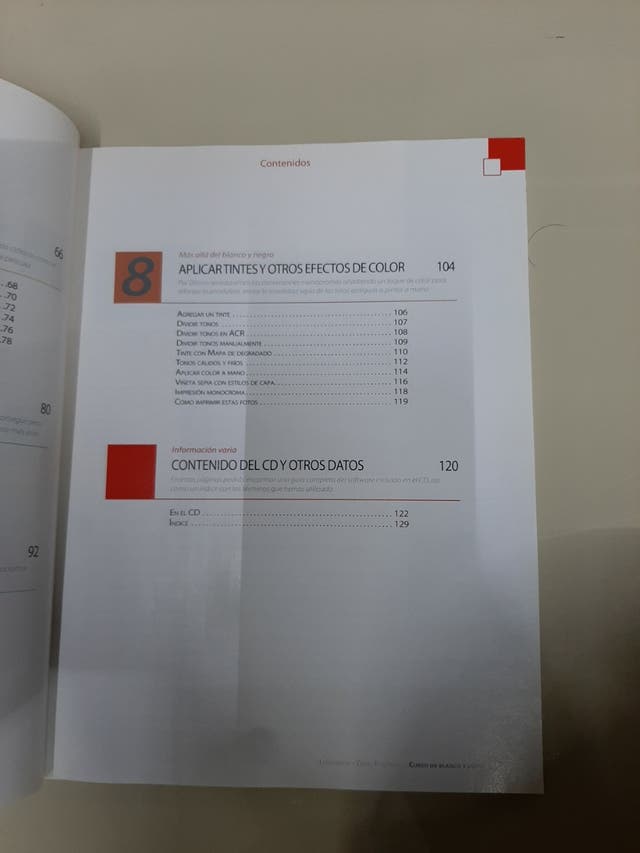 Contenidos
66
...68
...70
...72
...74
...76
...78
80
92
8
Más allá del blanco y negro
APLICAR TINTES Y OTROS EFECTOS DE COLOR 104
AGREGAR UN TINTE 106
DIVIDIR TONOS 107
DIVIDIR TONOS EN ACR 108
DIVIDIR TONOS MANUALMENTE 109
TINTE CON MAPA DE DEGRADADO 110
TONOS CÁLIDOS Y FRÍOS 112
APLICAR COLOR A MANO 114
VIÑETA SEPIA CON ESTILOS DE CAPA 116
IMPRESIÓN MONOCROMA 118
CÓMO IMPRIMIR ESTAS FOTOS 119
Información varia
CONTENIDO DEL CD Y OTROS DATOS 120
En estas páginas podrás encontrar una guía completa del software incluido en el CD, así
como un índice con los términos que hemos utilizado
EN EL CD 122
ÍNDICE 129
CURSO DE BLANCO Y